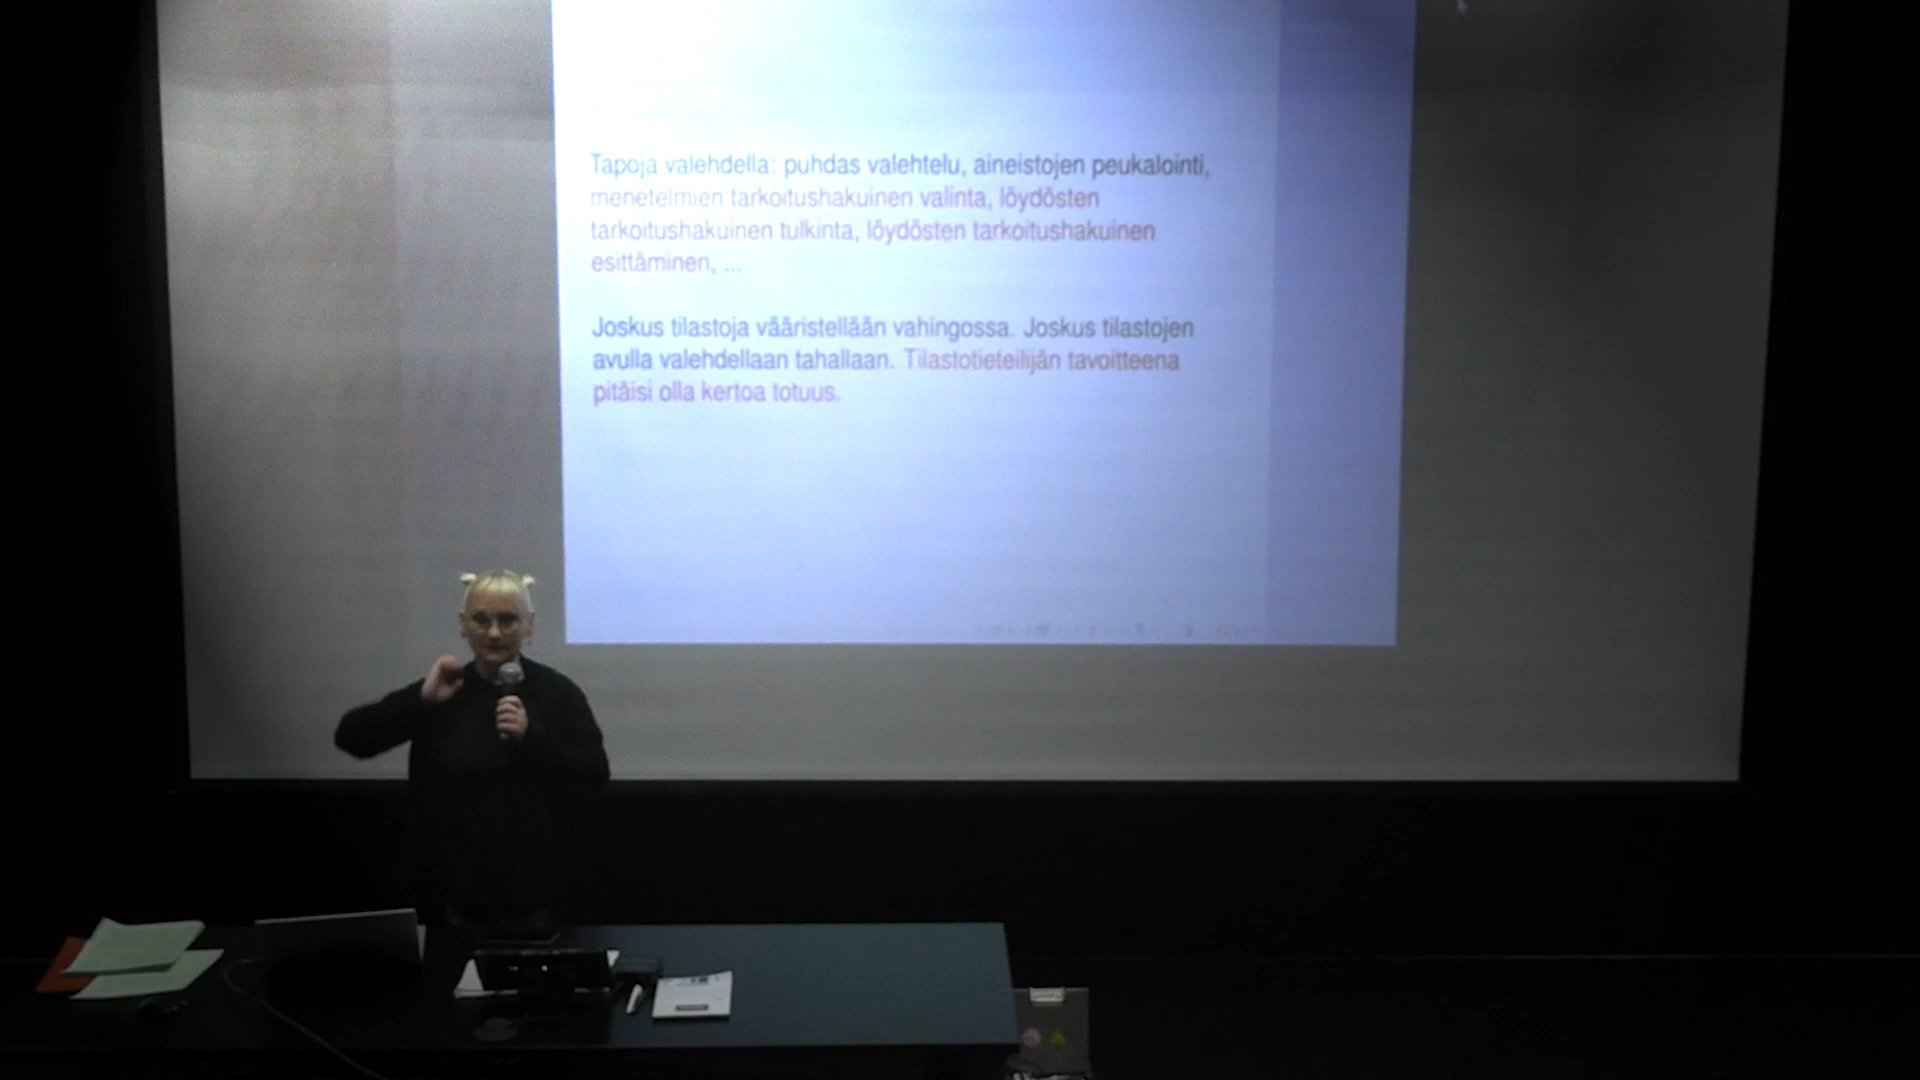 Tapoja valehdella: puhdas valehtelu, aineistojen peukalointi,
menetelmien tarkoitushakuinen valinta, löydösten
tarkoitushakuinen tulkinta, löydösten tarkoitushakuinen
esittäminen, ...
Joskus tilastoja vääristellään vahingossa. Joskus tilastojen
avulla valehdellaan tahallaan. Tilastotieteilijän tavoitteena
pitäisi olla kertoa totuus.